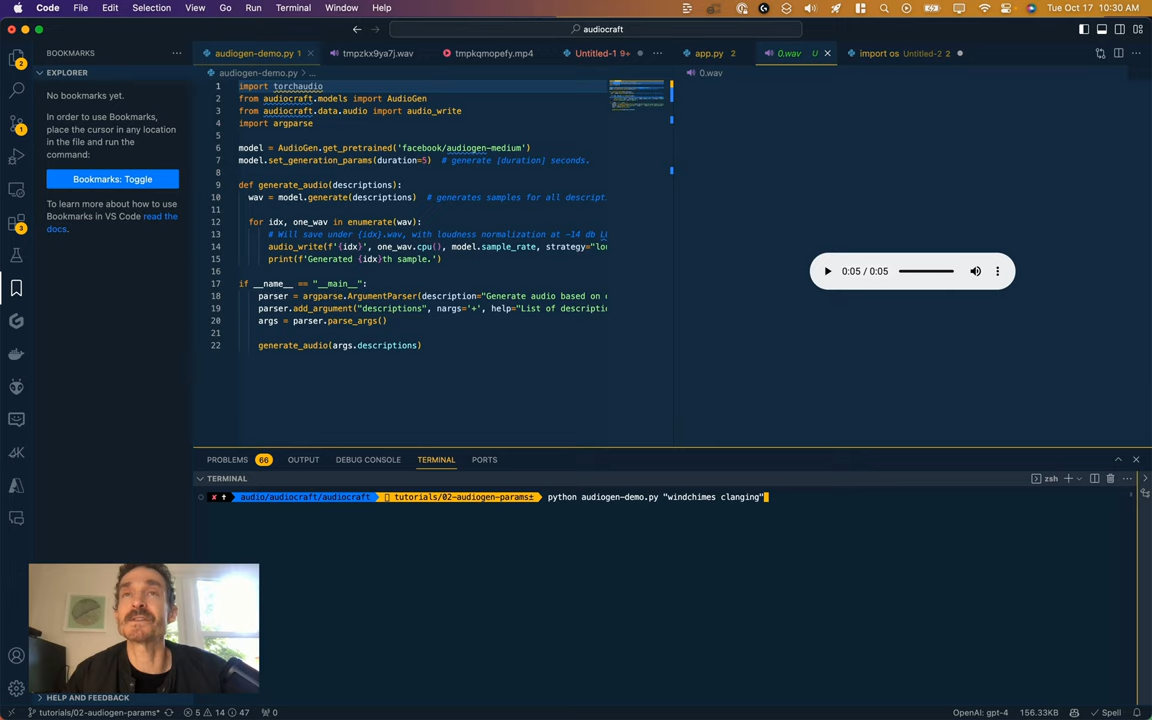 Code File Edit Selection View Go Run Terminal Window Help Tue Oct 17 10:30 AM
audiocraft
BOOKMARKS
audiogen-demo.py 1
tmpzkx9ya7j.wav
tmpkqmopefy.mp4
Untitled-1 9+
app.py 2
0.wav U
import os Untitled-2 2
EXPLORER
audiogen-demo.py > ...
0.wav
No bookmarks yet.
In order to use Bookmarks,
place the cursor in any location
in the file and run the
command:
Bookmarks: Toggle
To learn more about how to use
Bookmarks in VS Code read the
docs.
1 import torchaudio
2 from audiocraft.models import AudioGen
3 from audiocraft.data.audio import audio_write
4 import argparse
5
6 model = AudioGen.get_pretrained('facebook/audiogen-medium')
7 model.set_generation_params(duration=5) # generate [duration] seconds.
8
9 def generate_audio(descriptions):
10 wav = model.generate(descriptions) # generates samples for all descript
11
12 for idx, one_wav in enumerate(wav):
13 # Will save under {idx}.wav, with loudness normalization at -14 db L
14 audio_write(f'{idx}', one_wav.cpu(), model.sample_rate, strategy="lo
15 print(f'Generated {idx}th sample.')
16
17 if __name__ == "__main__":
18 parser = argparse.ArgumentParser(description="Generate audio based on
19 parser.add_argument("descriptions", nargs='+', help="List of descripti
20 args = parser.parse_args()
21
22 generate_audio(args.descriptions)
0:05 / 0:05
PROBLEMS 66 OUTPUT DEBUG CONSOLE TERMINAL PORTS
TERMINAL
zsh
audio/audiocraft/audiocraft tutorials/02-audiogen-params± python audiogen-demo.py "windchimes clanging"
HELP AND FEEDBACK
tutorials/02-audiogen-params* 5 14 47 0 OpenAI: gpt-4 156.33KB Spell